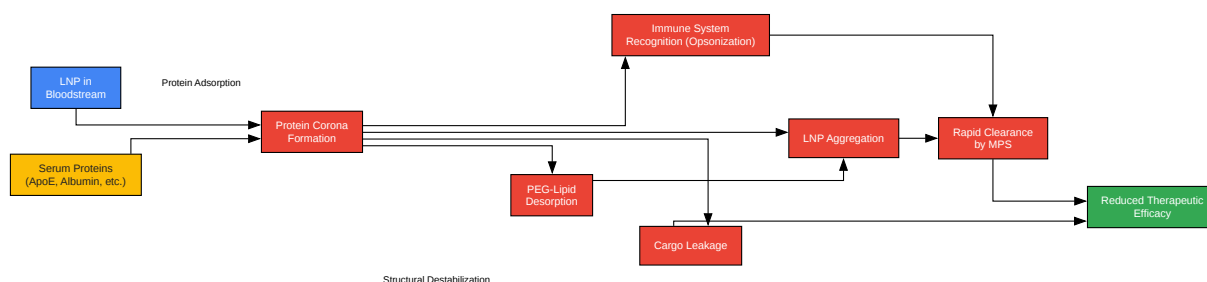 Immune System
Recognition (Opsonization)
LNP in
Bloodstream
Protein Adsorption
Protein Corona
Formation
LNP Aggregation
Rapid Clearance
by MPS
Serum Proteins
(ApoE, Albumin, etc.)
PEG-Lipid
Desorption
Reduced Therapeutic
Efficacy
Cargo Leakage
Structural Destabilization